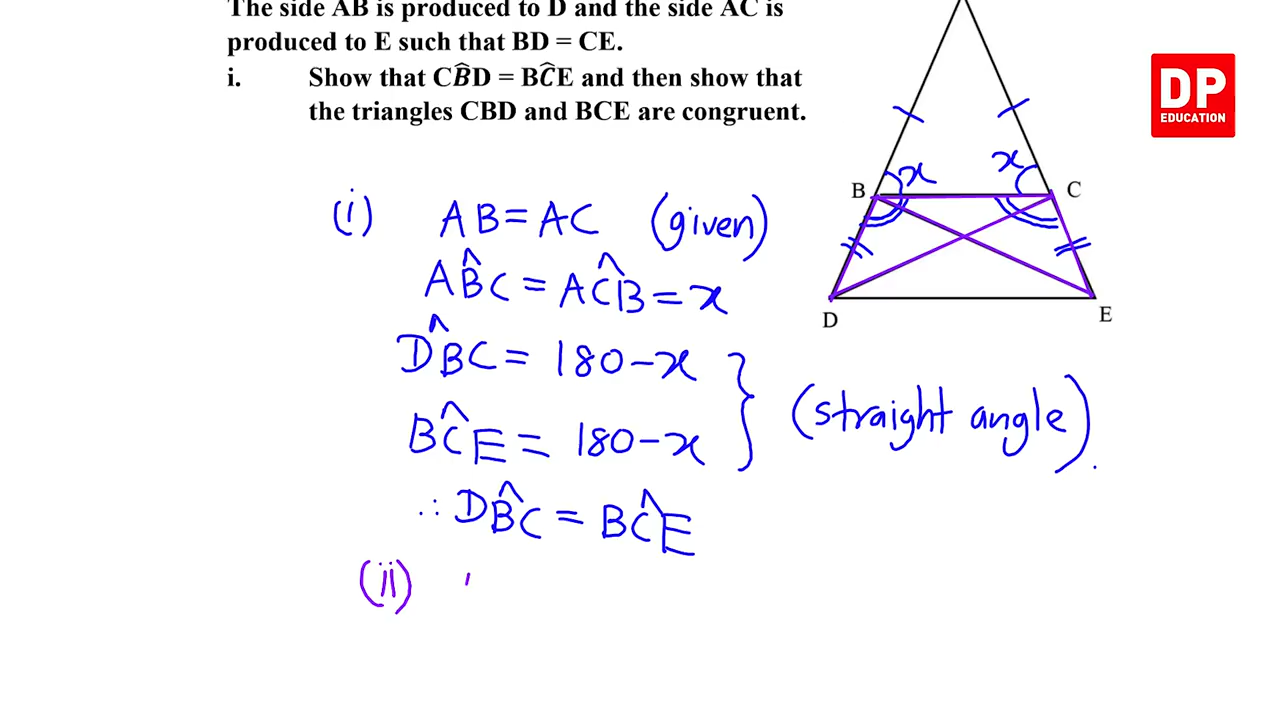 The side AB is produced to D and the side AC is
produced to E such that BD = CE.
i. Show that CB̂D = BĈE and then show that
the triangles CBD and BCE are congruent.
DP
EDUCATION
x x
B C
D E
(i) AB = AC (given)
AB̂C = AĈB = x
DB̂C = 180 - x
BĈE = 180 - x
(straight angle).
∴ DB̂C = BĈE
(ii)